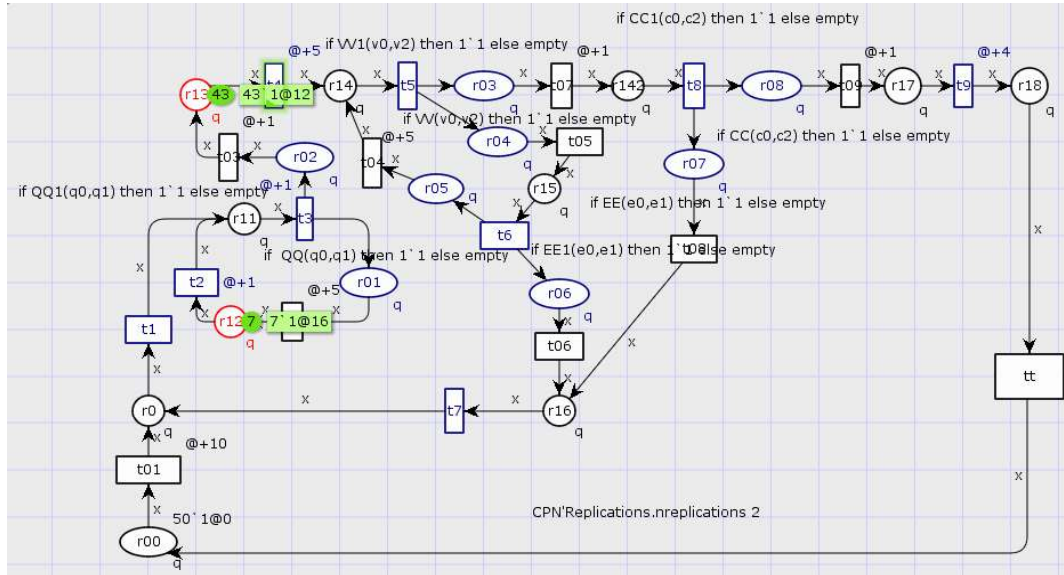 if CC1(c0,c2) then 1`1 else empty
if VV1(v0,v2) then 1`1 else empty
@+5
@+1
@+1
@+4
x x x x x x x x x x
r13 43 43`1@12 r14 t5 r03 t07 r142 t8 r08 t09 r17 t9 r18
q q q q q q q
@+1
if VV(v0,v2) then 1`1 else empty
@+5
x
t03
r02
r04
t05
if CC(c0,c2) then 1`1 else empty
t04
q
q
r07
@+1
r05
r15
q
if QQ1(q0,q1) then 1`1 else empty
q
q
if EE(e0,e1) then 1`1 else empty
r11
t3
t6
x
q
if EE1(e0,e1) then 1`1 else empty
t08
if QQ(q0,q1) then 1`1 else empty
t2
@+1
@+5
r01
r06
q
q
r12 7 7`1@16
q
t1
t06
x
x
x
tt
r0
x
t7
x
r16
q
q
@+10
t01
x
x
50`1@0
CPN'Replications.nreplications 2
r00
q